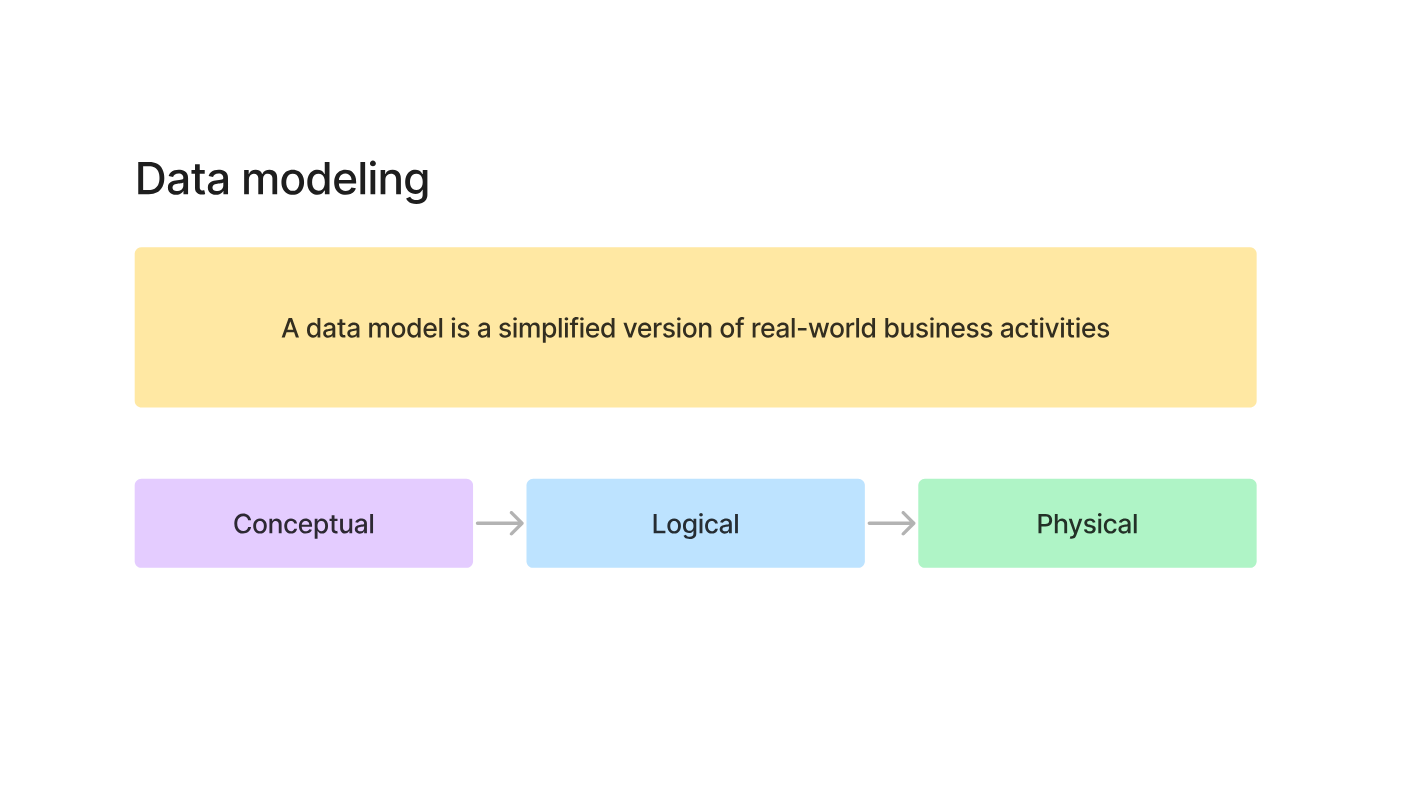 Data modeling
A data model is a simplified version of real-world business activities
Conceptual
Logical
Physical